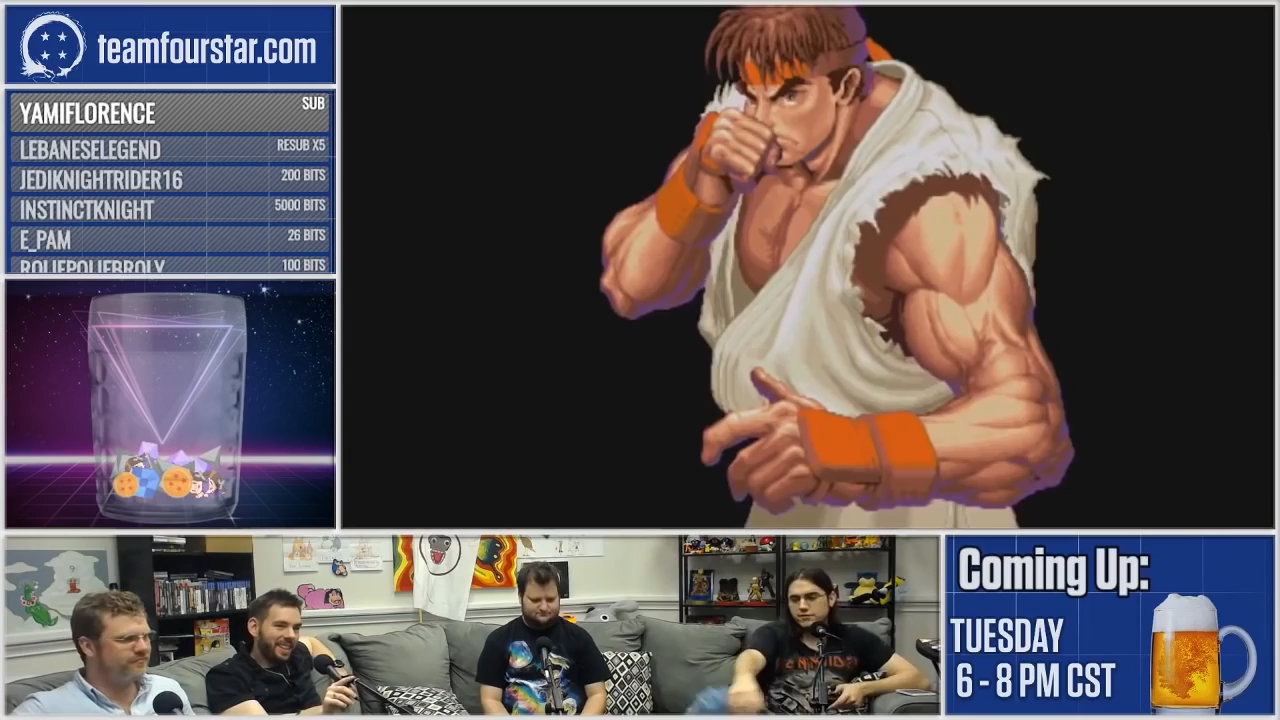 teamfourstar.com
YAMIFLORENCE SUB
LEBANESELEGEND RESUB X5
JEDIKNIGHTRIDER16 200 BITS
INSTINCTKNIGHT 5000 BITS
E_PAM 26 BITS
ROLIEPOLIEBROLY 100 BITS
Coming Up:
TUESDAY
6 - 8 PM CST